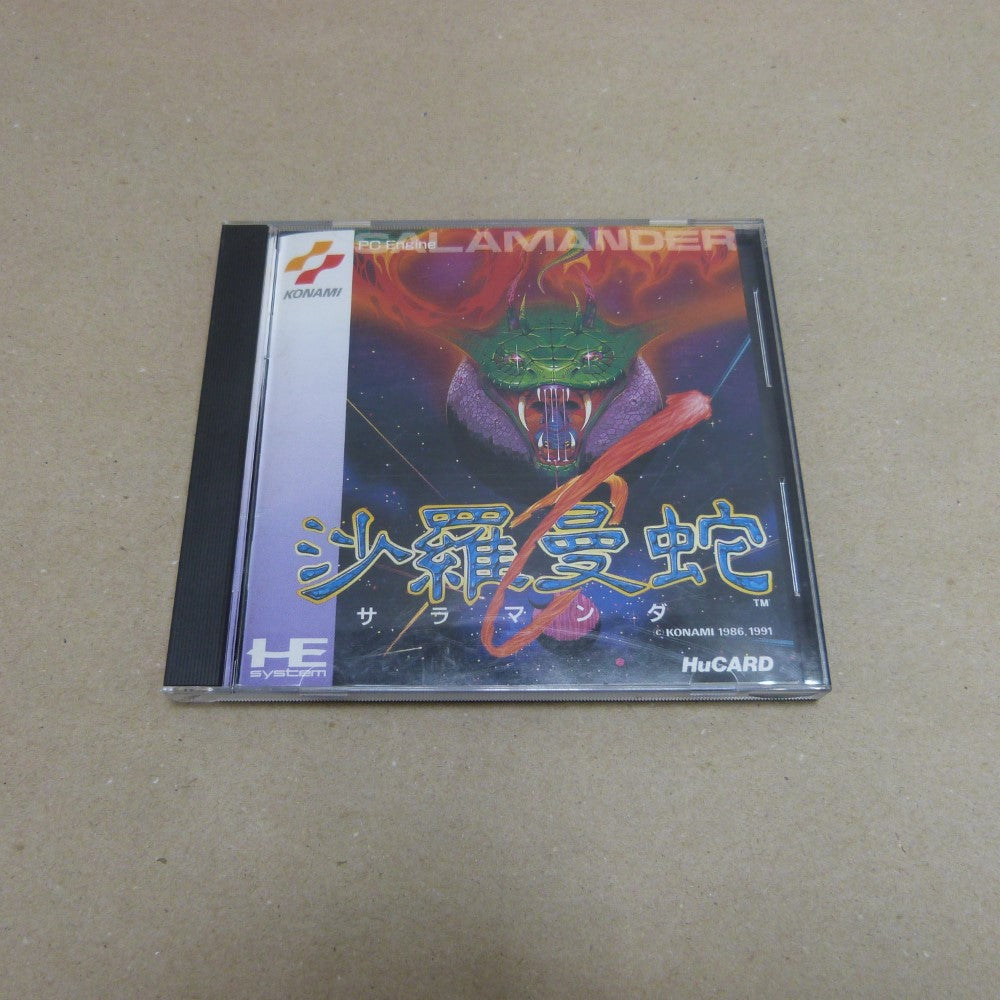 PC Engine
SALAMANDER
KONAMI
沙羅曼蛇
TM
サラマンダ
© KONAMI 1986,1991
HE
system
HuCARD